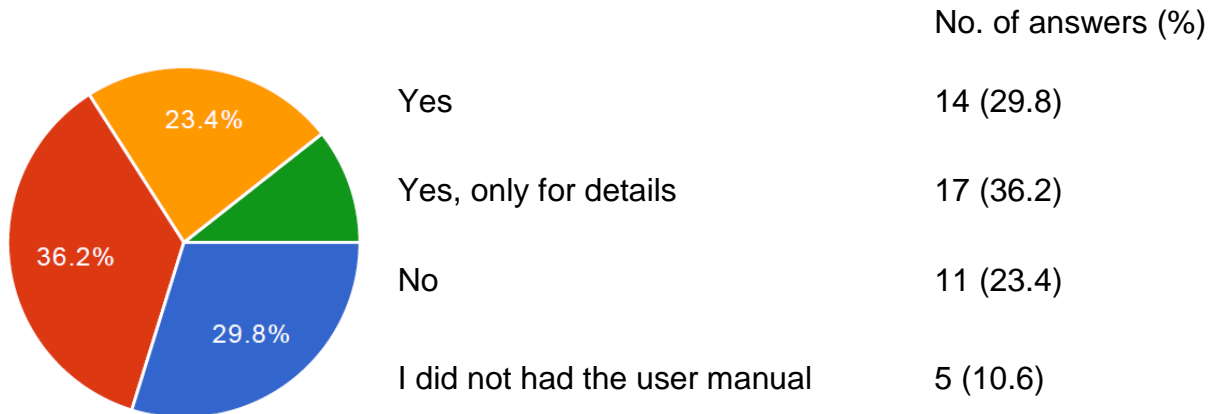 No. of answers (%)
23.4%
36.2%
29.8%
Yes 14 (29.8)
Yes, only for details 17 (36.2)
No 11 (23.4)
I did not had the user manual 5 (10.6)